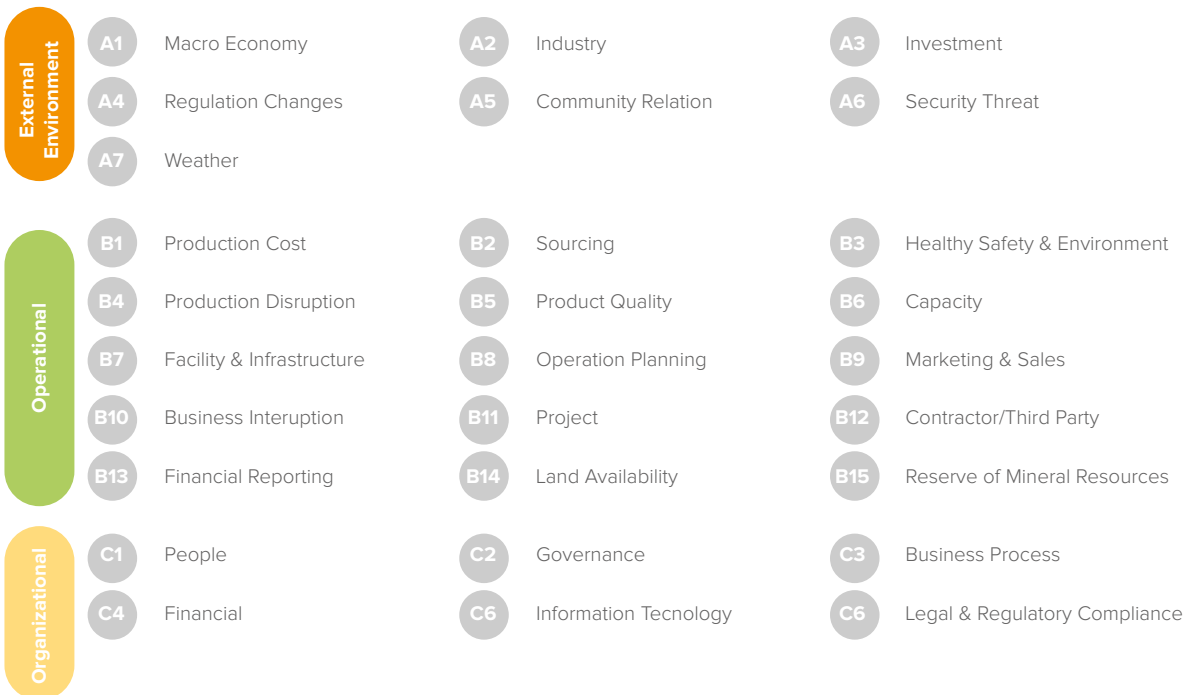 External
Environment
A1 Macro Economy
A2 Industry
A3 Investment
A4 Regulation Changes
A5 Community Relation
A6 Security Threat
A7 Weather
Operational
B1 Production Cost
B2 Sourcing
B3 Healthy Safety & Environment
B4 Production Disruption
B5 Product Quality
B6 Capacity
B7 Facility & Infrastructure
B8 Operation Planning
B9 Marketing & Sales
B10 Business Interuption
B11 Project
B12 Contractor/Third Party
B13 Financial Reporting
B14 Land Availability
B15 Reserve of Mineral Resources
Organizational
C1 People
C2 Governance
C3 Business Process
C4 Financial
C6 Information Tecnology
C6 Legal & Regulatory Compliance